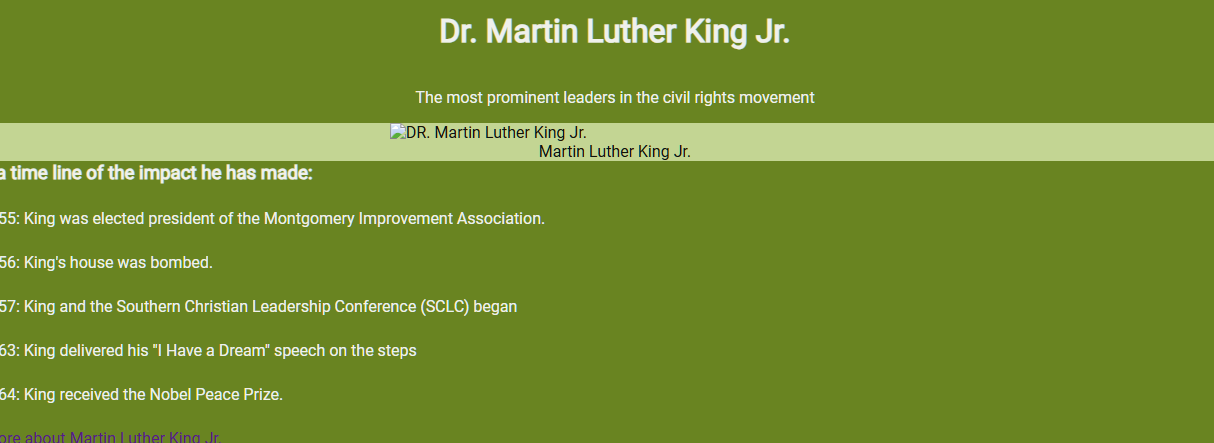 Dr. Martin Luther King Jr.
The most prominent leaders in the civil rights movement
DR. Martin Luther King Jr.
Martin Luther King Jr.
a time line of the impact he has made:
55: King was elected president of the Montgomery Improvement Association.
56: King's house was bombed.
57: King and the Southern Christian Leadership Conference (SCLC) began
63: King delivered his "I Have a Dream" speech on the steps
64: King received the Nobel Peace Prize.
ore about Martin Luther King Jr.